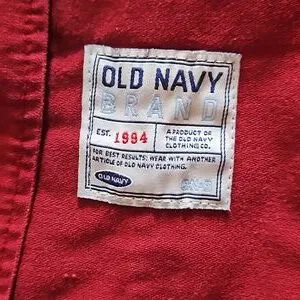 OLD NAVY
BRAND
EST. 1994
A PRODUCT OF
THE OLD NAVY
CLOTHING CO.
FOR BEST RESULTS: WEAR WITH ANOTHER
ARTICLE OF OLD NAVY CLOTHING.
OLD NAVY